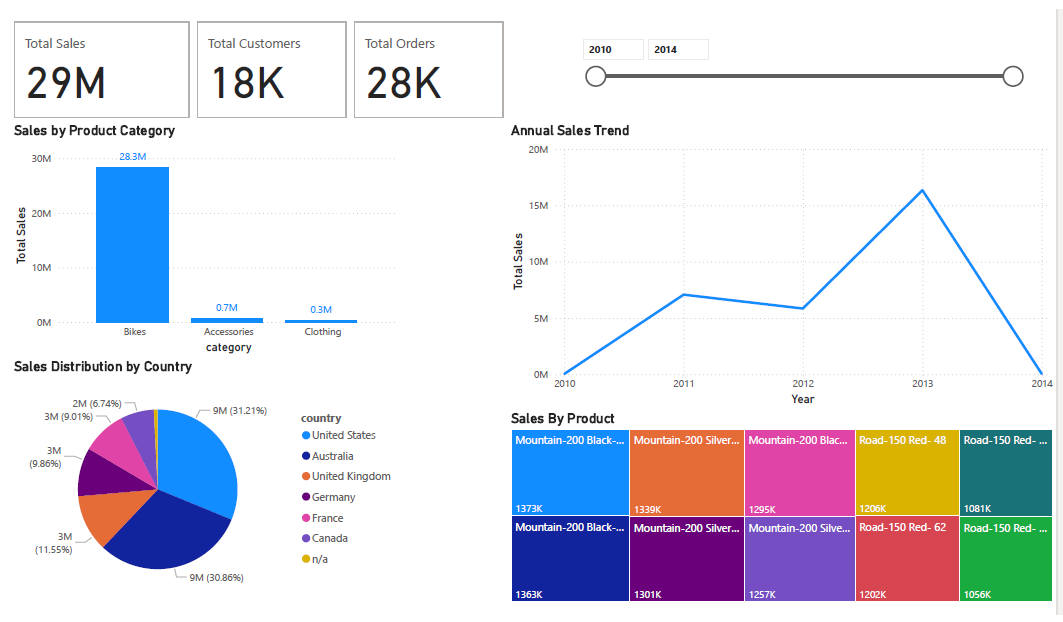 Total Sales
29M
Total Customers
18K
Total Orders
28K
2010
2014
Sales by Product Category
30M
20M
10M
0M
Total Sales
28.3M
0.7M
0.3M
Bikes
Accessories
Clothing
category
Annual Sales Trend
20M
15M
10M
5M
0M
Total Sales
2010
2011
2012
2013
2014
Year
Sales Distribution by Country
2M (6.74%)
3M (9.01%)
3M
(9.86%)
3M
(11.55%)
9M (31.21%)
9M (30.86%)
country
United States
Australia
United Kingdom
Germany
France
Canada
n/a
Sales By Product
Mountain-200 Black-...
1373K
Mountain-200 Silver...
1339K
Mountain-200 Blac...
1295K
Road-150 Red- 48
1206K
Road-150 Red- ...
1081K
Mountain-200 Black-...
1363K
Mountain-200 Silver...
1301K
Mountain-200 Silve...
1257K
Road-150 Red- 62
1202K
Road-150 Red- ...
1056K